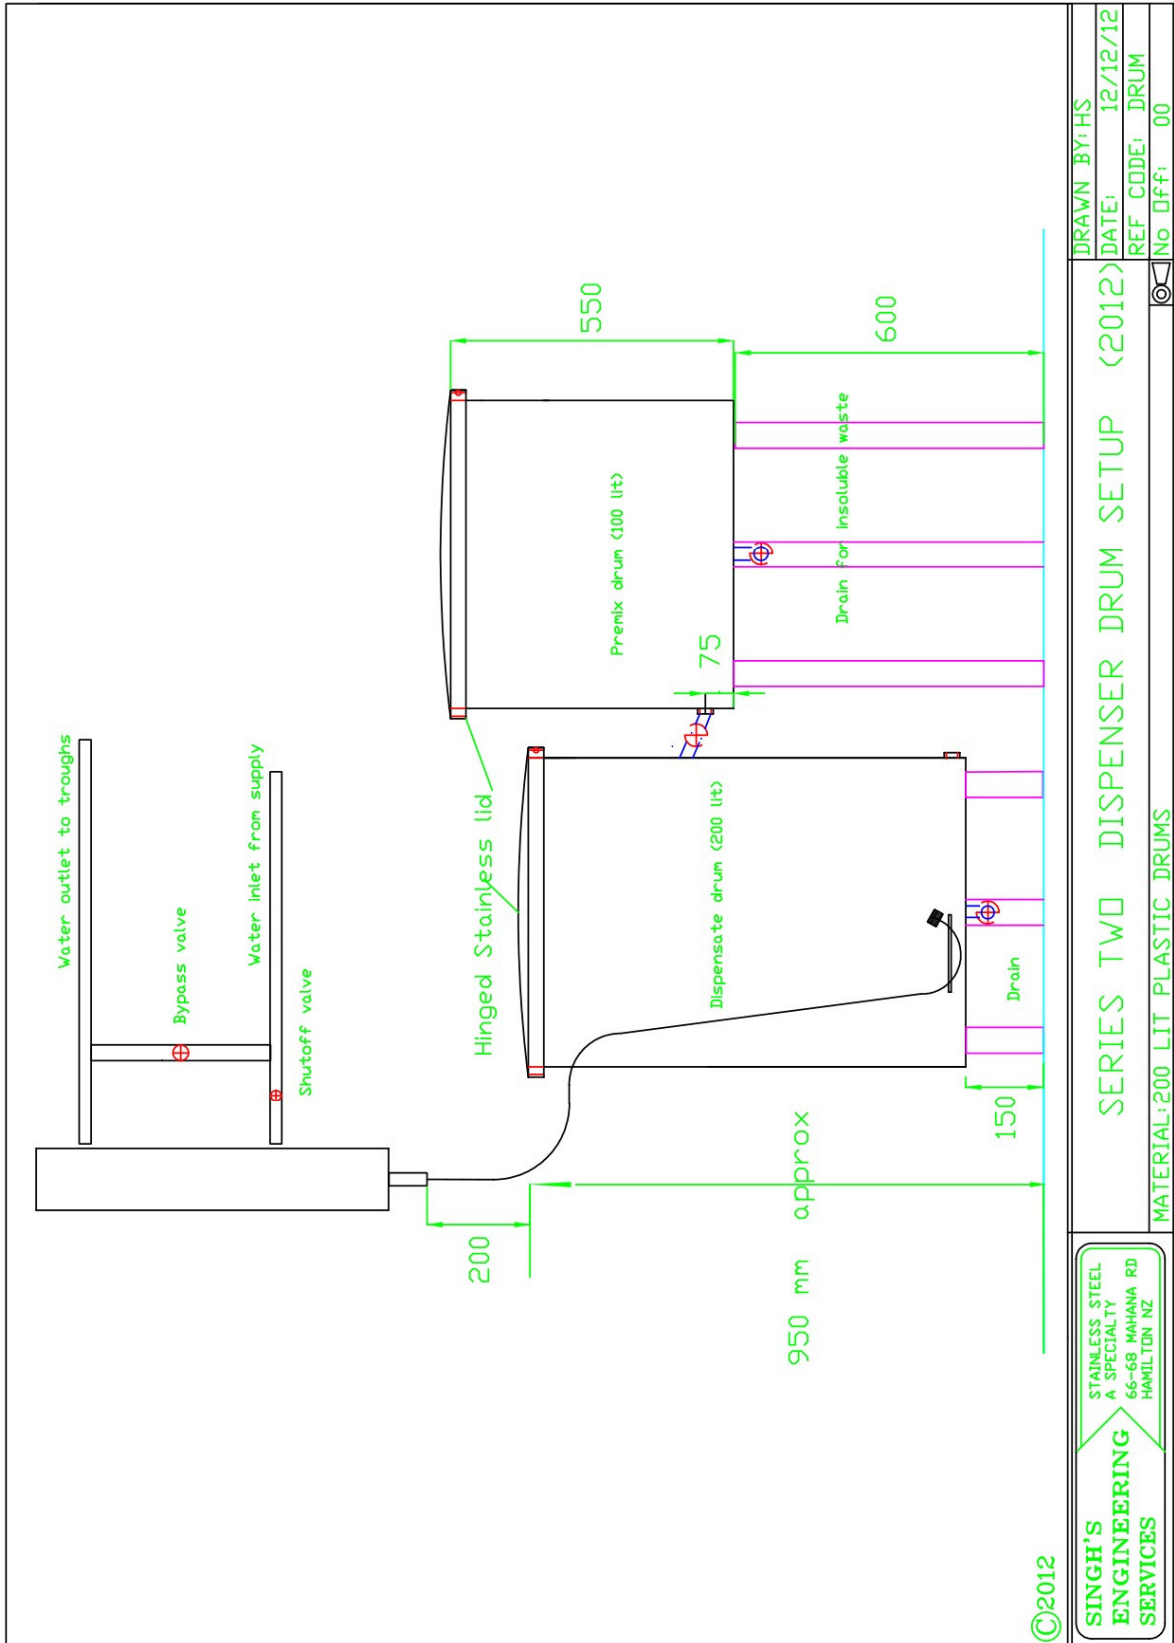 Water outlet to troughs
Bypass valve
Water inlet from supply
Shutoff valve
200
Hinged Stainless lid
550
Premix drum (100 lit)
75
Dispensate drum (200 lit)
950 mm approx
600
Drain for insoluble waste
Drain
150
©2012
SINGH'S
ENGINEERING
SERVICES
STAINLESS STEEL
A SPECIALTY
66-68 MAHANA RD
HAMILTON NZ
SERIES TWO DISPENSER DRUM SETUP (2012)
MATERIAL:200 LIT PLASTIC DRUMS
DRAWN BY: HS
DATE: 12/12/12
REF CODE: DRUM
No Off: 00